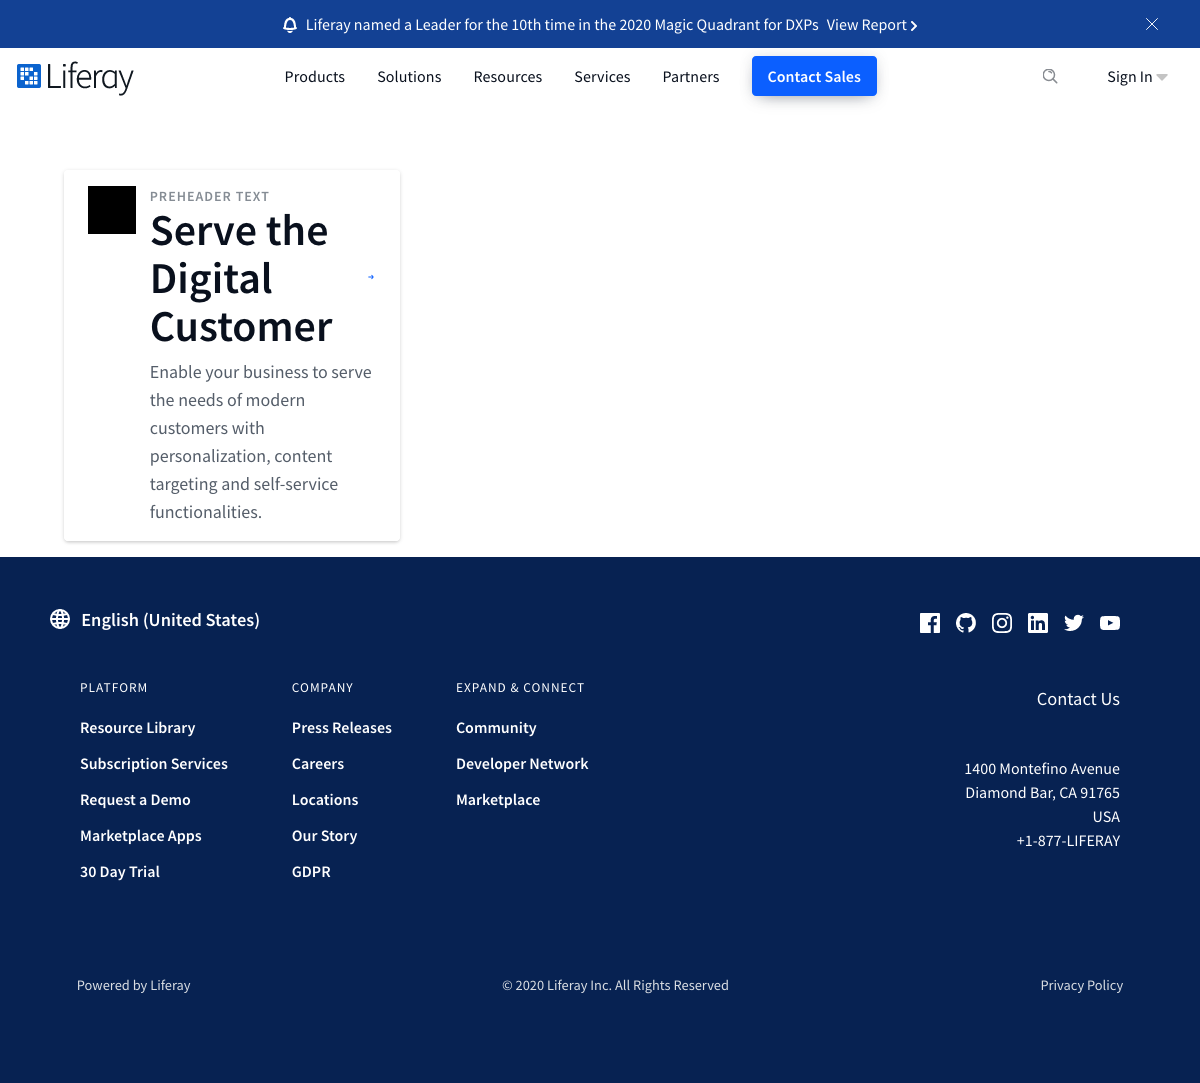 Liferay named a Leader for the 10th time in the 2020 Magic Quadrant for DXPs View Report
Liferay
Products Solutions Resources Services Partners Contact Sales Sign In
PREHEADER TEXT
Serve the
Digital
Customer
Enable your business to serve
the needs of modern
customers with
personalization, content
targeting and self-service
functionalities.
English (United States)
PLATFORM
Resource Library
Subscription Services
Request a Demo
Marketplace Apps
30 Day Trial
COMPANY
Press Releases
Careers
Locations
Our Story
GDPR
EXPAND & CONNECT
Community
Developer Network
Marketplace
Contact Us
1400 Montefino Avenue
Diamond Bar, CA 91765
USA
+1-877-LIFERAY
Powered by Liferay
© 2020 Liferay Inc. All Rights Reserved
Privacy Policy